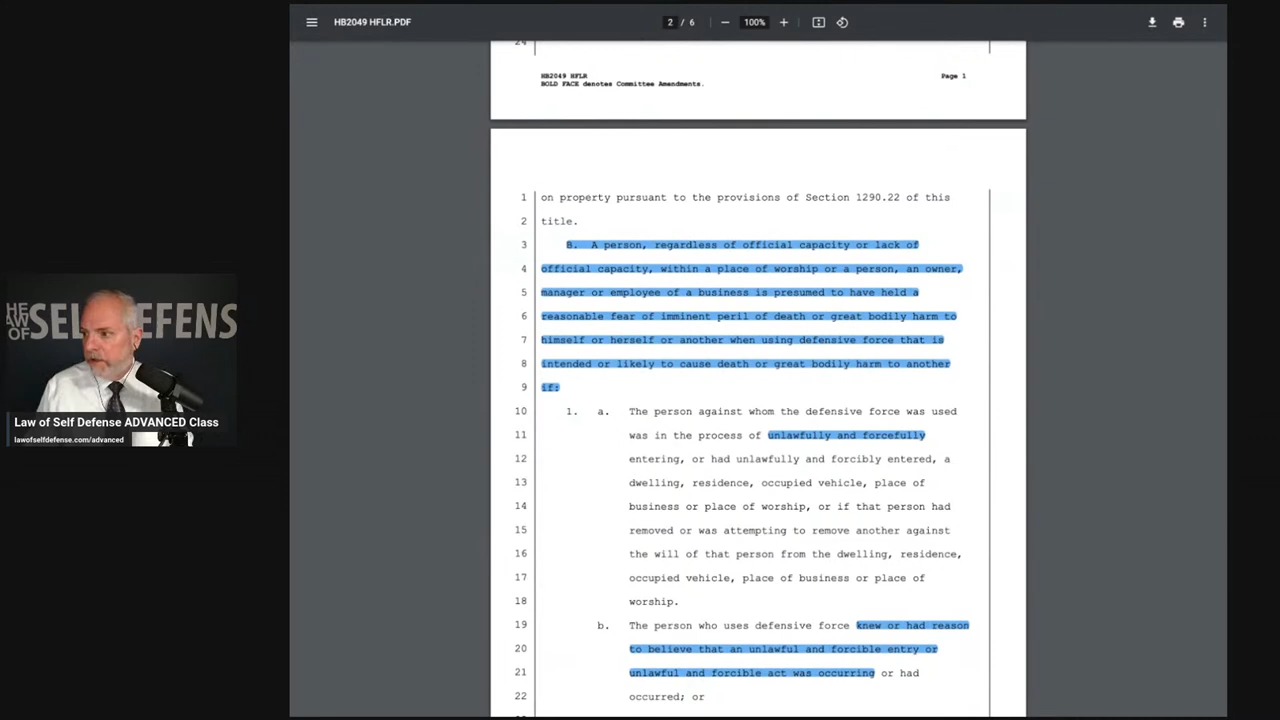 HB2049 HFLR.PDF
2 / 6
100%
24
HB2049 HFLR
Page 1
BOLD FACE denotes Committee Amendments.
1 on property pursuant to the provisions of Section 1290.22 of this
2 title.
3 B. A person, regardless of official capacity or lack of
4 official capacity, within a place of worship or a person, an owner,
5 manager or employee of a business is presumed to have held a
6 reasonable fear of imminent peril of death or great bodily harm to
7 himself or herself or another when using defensive force that is
8 intended or likely to cause death or great bodily harm to another
9 if:
10 1. a. The person against whom the defensive force was used
11 was in the process of unlawfully and forcefully
12 entering, or had unlawfully and forcibly entered, a
13 dwelling, residence, occupied vehicle, place of
14 business or place of worship, or if that person had
15 removed or was attempting to remove another against
16 the will of that person from the dwelling, residence,
17 occupied vehicle, place of business or place of
18 worship.
19 b. The person who uses defensive force knew or had reason
20 to believe that an unlawful and forcible entry or
21 unlawful and forcible act was occurring or had
22 occurred; or
HE
AW
OF
SELF DEFENS
Law of Self Defense ADVANCED Class
lawofselfdefense.com/advanced